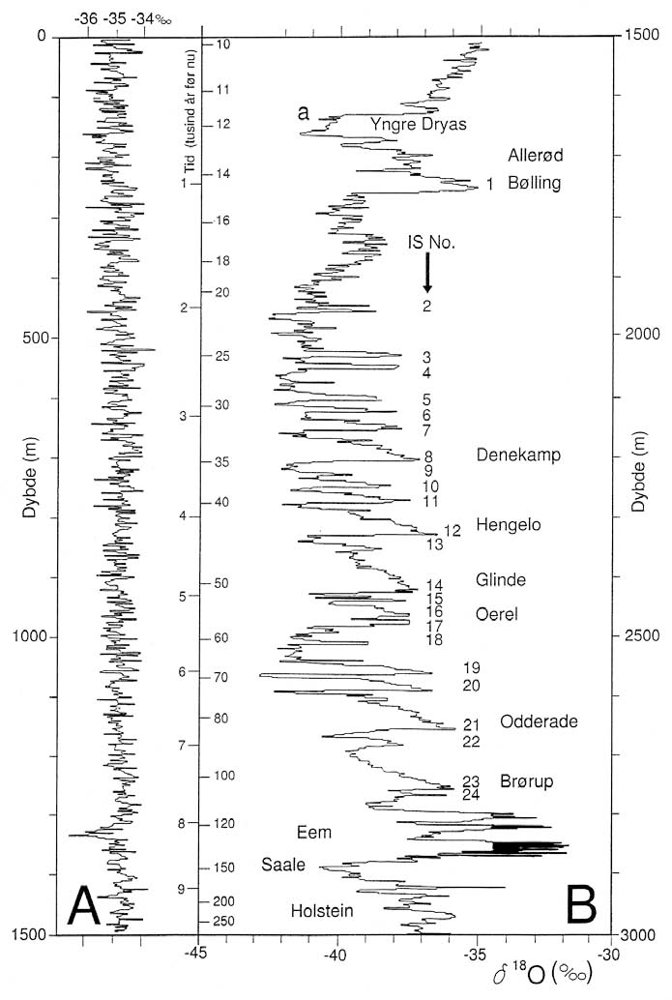 -36 -35 -34‰
0
500
1000
1500
Dybde (m)
A
1
2
3
4
5
6
7
8
9
Tid (tusind år før nu)
10
11
12
14
16
18
20
25
30
35
40
50
60
70
80
100
120
150
200
250
a
Yngre Dryas
Allerød
1 Bølling
IS No.
2
3
4
5
6
7
8 Denekamp
9
10
11
12 Hengelo
13
14 Glinde
15
16 Oerel
17
18
19
20
21 Odderade
22
23 Brørup
24
Eem
Saale
Holstein
B
1500
2000
2500
3000
Dybde (m)
-45 -40 -35 -30
δ 18O (‰)